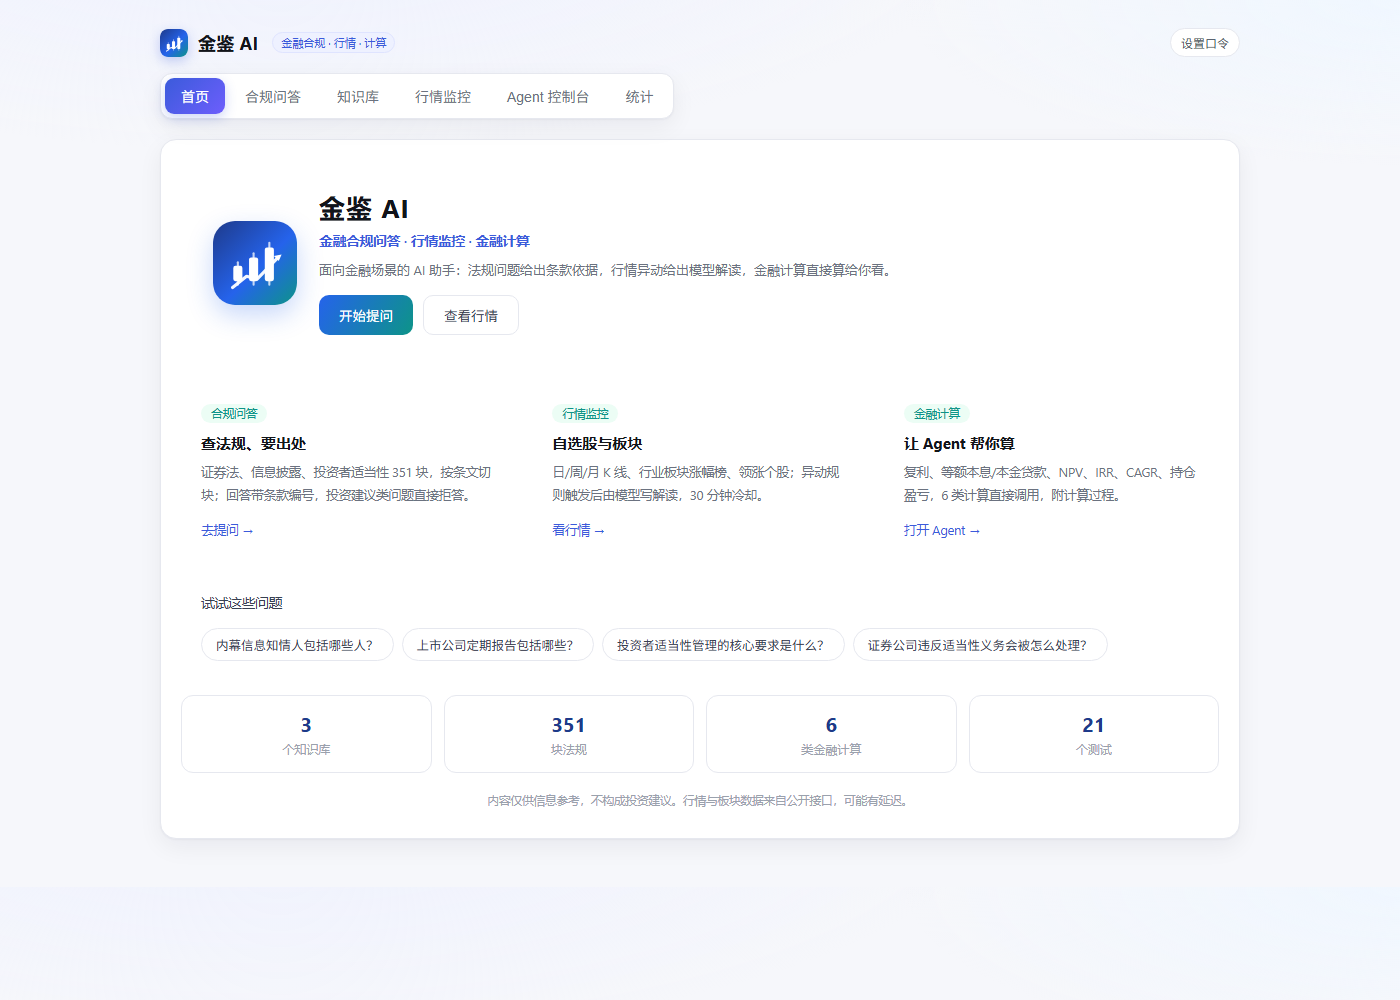 金鉴 AI
金融合规 · 行情 · 计算
设置口令
首页
合规问答
知识库
行情监控
Agent 控制台
统计
金鉴 AI
金融合规问答 · 行情监控 · 金融计算
面向金融场景的 AI 助手：法规问题给出条款依据，行情异动给出模型解读，金融计算直接算给你看。
开始提问
查看行情
合规问答
查法规、要出处
证券法、信息披露、投资者适当性 351 块，按条文切
块；回答带条款编号，投资建议类问题直接拒答。
去提问 →
行情监控
自选股与板块
日/周/月 K 线、行业板块涨幅榜、领涨个股；异动规
则触发后由模型写解读，30 分钟冷却。
看行情 →
金融计算
让 Agent 帮你算
复利、等额本息/本金贷款、NPV、IRR、CAGR、持仓
盈亏，6 类计算直接调用，附计算过程。
打开 Agent →
试试这些问题
内幕信息知情人包括哪些人？
上市公司定期报告包括哪些？
投资者适当性管理的核心要求是什么？
证券公司违反适当性义务会被怎么处理？
3
个知识库
351
块法规
6
类金融计算
21
个测试
内容仅供信息参考，不构成投资建议。行情与板块数据来自公开接口，可能有延迟。